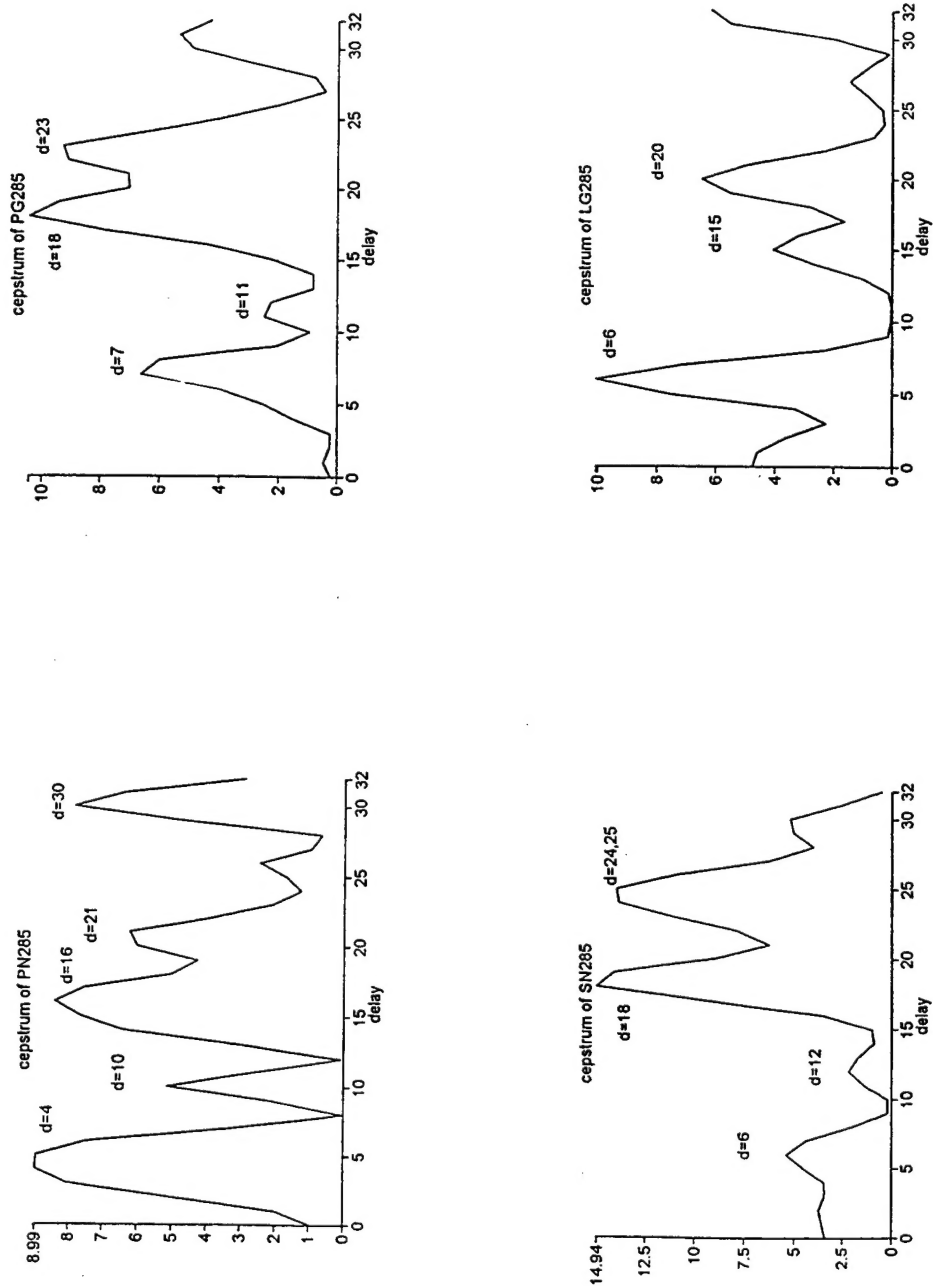 cepstrum of PN285
8.99
7
6
5
4
3
2
1
0
d=4
d=10
d=16
d=21
d=30
0 5 10 15 20 25 30 32
delay
cepstrum of PG285
10
8
6
4
2
0
d=7
d=11
d=18
d=23
0 5 10 15 20 25 30 32
delay
cepstrum of SN285
14.94
12.5
10
7.5
5
2.5
0
d=6
d=12
d=18
d=24,25
0 5 10 15 20 25 30 32
delay
cepstrum of LG285
10
8
6
4
2
0
d=6
d=15
d=20
0 5 10 15 20 25 30 32
delay